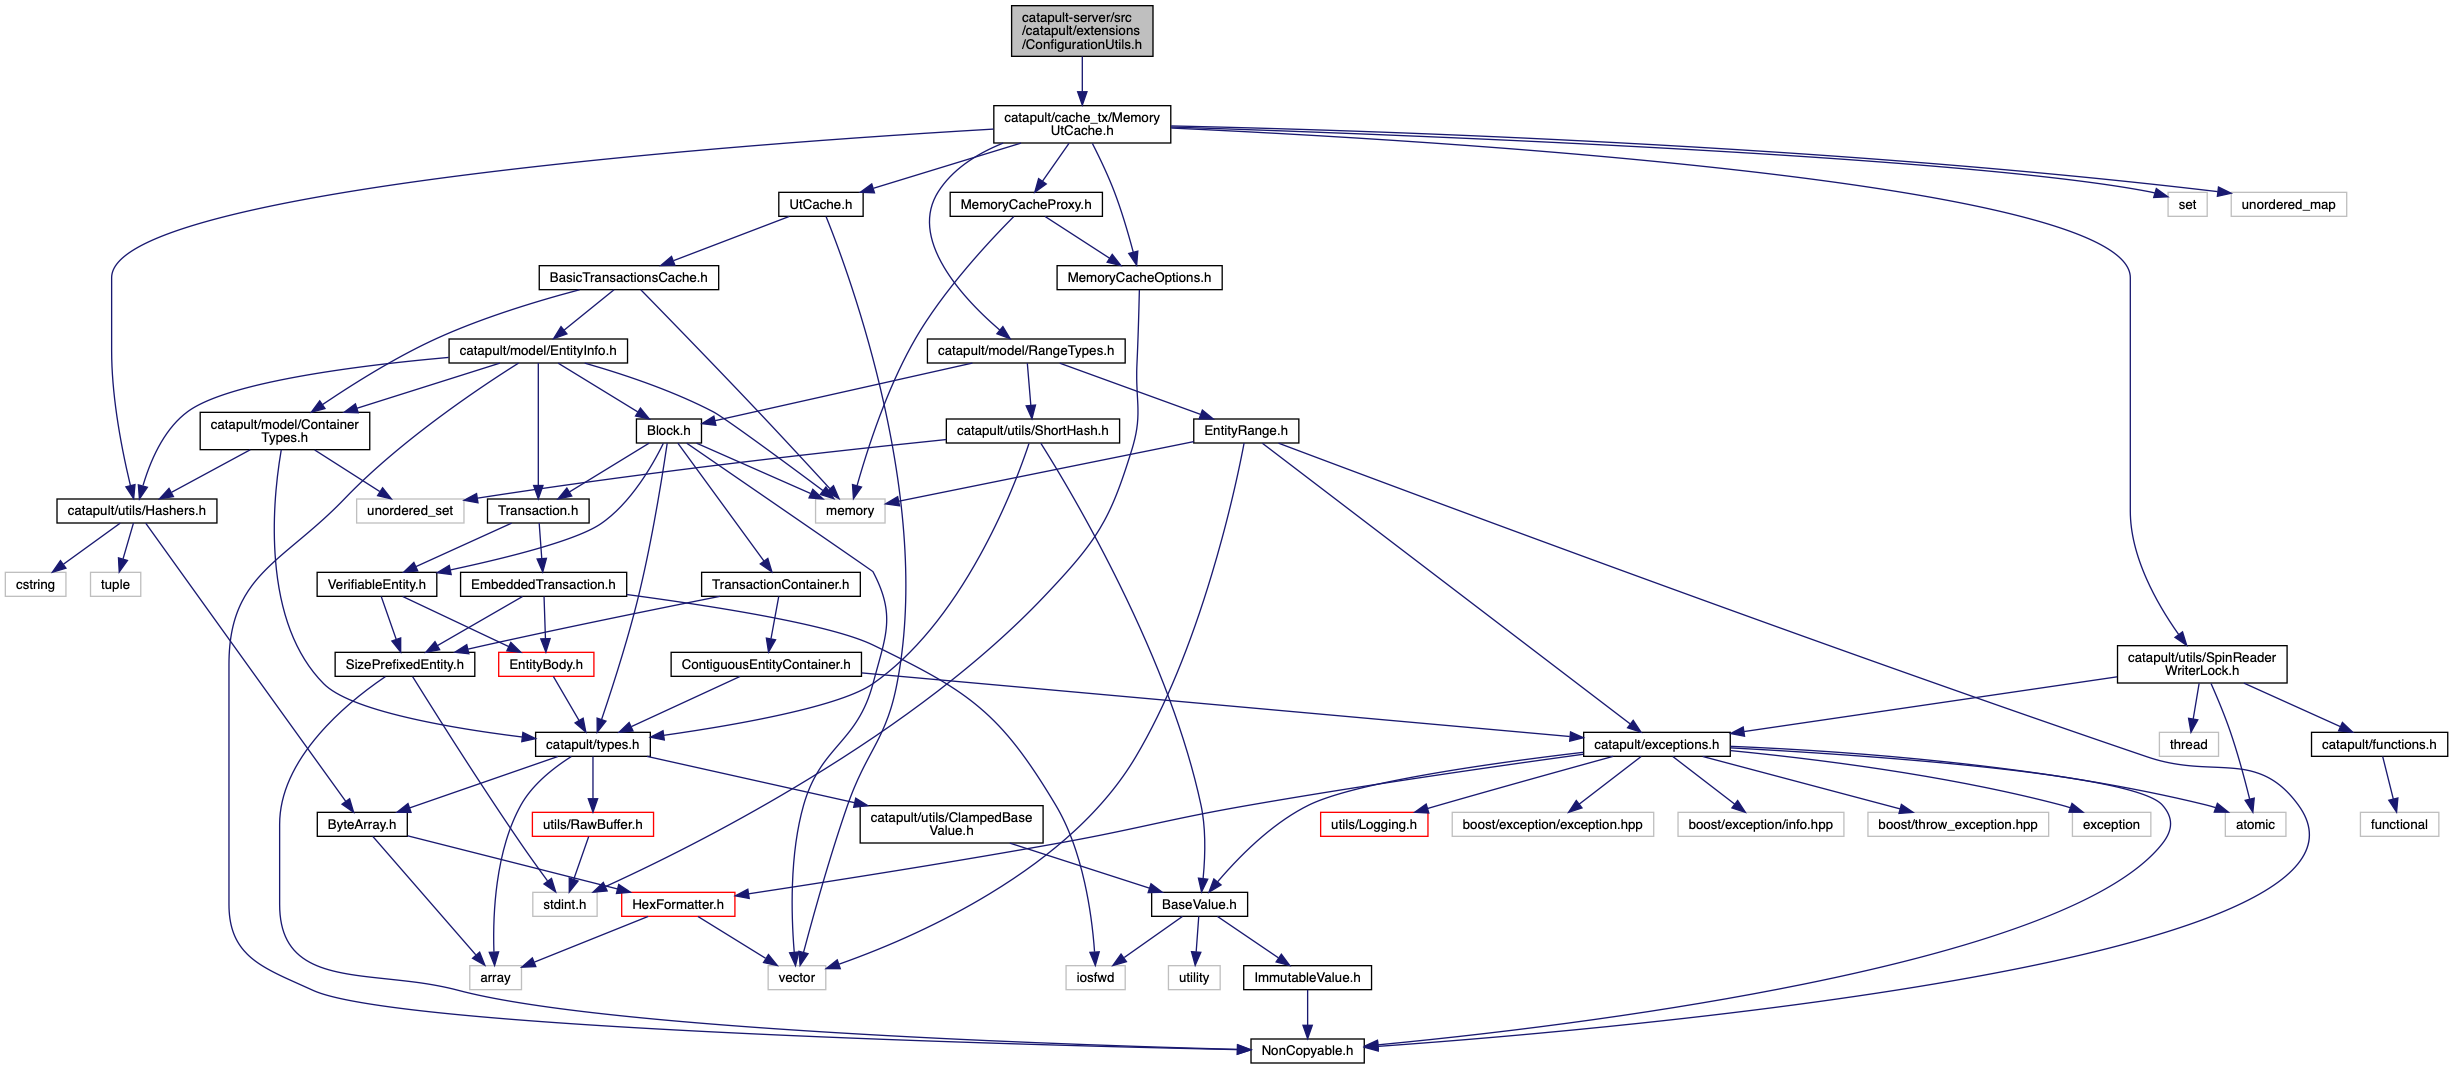 catapult-server/src
/catapult/extensions
/ConfigurationUtils.h
catapult/cache_tx/Memory
UtCache.h
UtCache.h
MemoryCacheProxy.h
set
unordered_map
BasicTransactionsCache.h
MemoryCacheOptions.h
catapult/model/EntityInfo.h
catapult/model/RangeTypes.h
catapult/model/Container
Types.h
Block.h
catapult/utils/ShortHash.h
EntityRange.h
catapult/utils/Hashers.h
unordered_set
Transaction.h
memory
cstring
tuple
VerifiableEntity.h
EmbeddedTransaction.h
TransactionContainer.h
SizePrefixedEntity.h
EntityBody.h
ContiguousEntityContainer.h
catapult/utils/SpinReader
WriterLock.h
catapult/types.h
catapult/exceptions.h
thread
catapult/functions.h
ByteArray.h
utils/RawBuffer.h
catapult/utils/ClampedBase
Value.h
utils/Logging.h
boost/exception/exception.hpp
boost/exception/info.hpp
boost/throw_exception.hpp
exception
atomic
functional
stdint.h
HexFormatter.h
BaseValue.h
array
vector
iosfwd
utility
ImmutableValue.h
NonCopyable.h